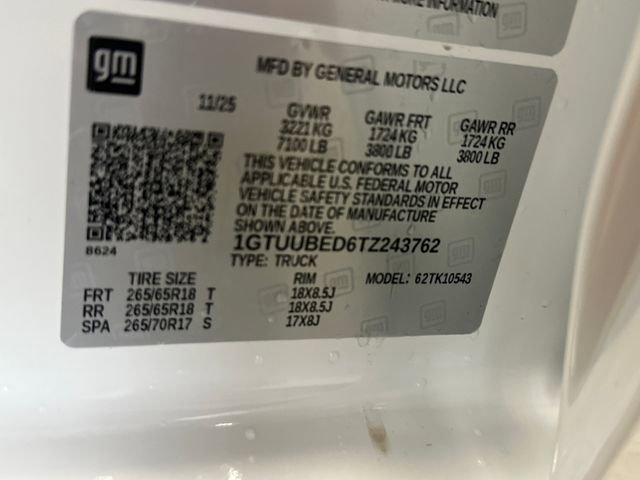 MORE INFORMATION
gm
MFD BY GENERAL MOTORS LLC
11/25
GVWR GAWR FRT GAWR RR
3221 KG 1724 KG 1724 KG
7100 LB 3800 LB 3800 LB
THIS VEHICLE CONFORMS TO ALL
APPLICABLE U.S. FEDERAL MOTOR
VEHICLE SAFETY STANDARDS IN EFFECT
ON THE DATE OF MANUFACTURE
SHOWN ABOVE.
8624
1GTUUBED6TZ243762
TYPE: TRUCK MODEL: 62TK10543
TIRE SIZE RIM
FRT 265/65R18 T 18X8.5J
RR 265/65R18 T 18X8.5J
SPA 265/70R17 S 17X8J